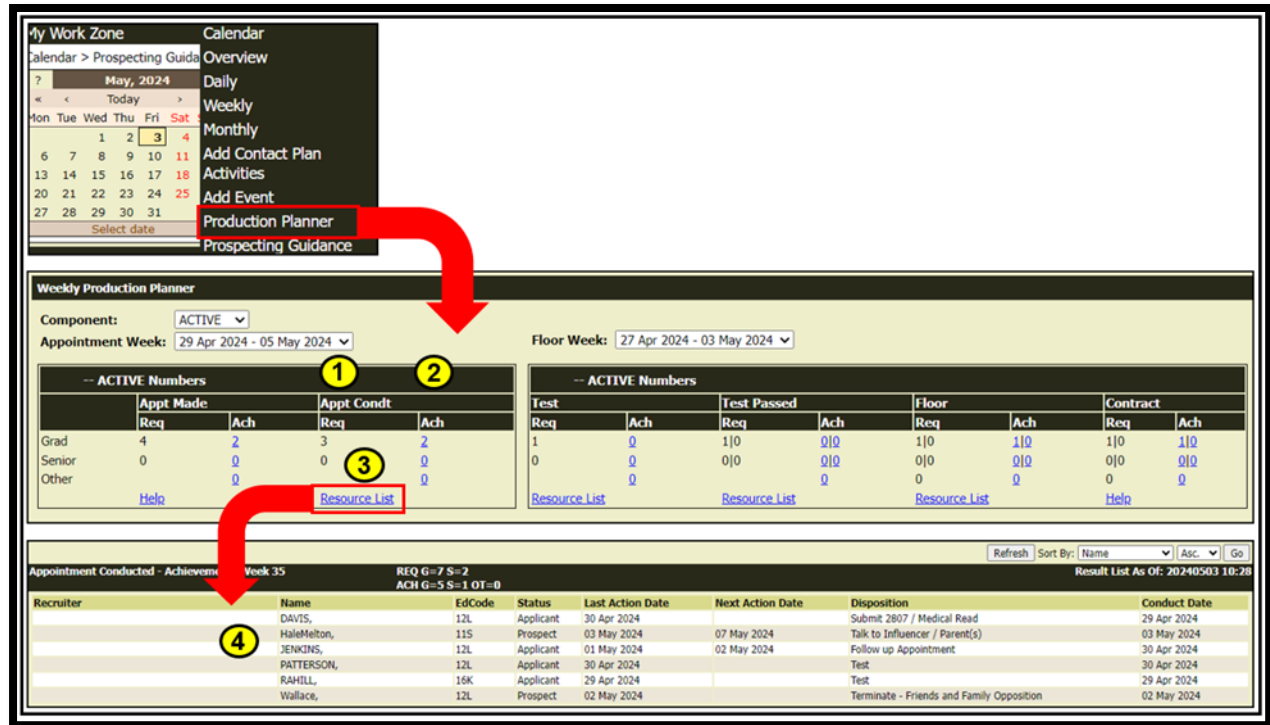 My Work Zone Calendar
Calendar > Prospecting Guida Overview
? May, 2024 Daily
« ‹ Today › Weekly
Mon Tue Wed Thu Fri Sat
1 2 3 4 Monthly
6 7 8 9 10 11 Add Contact Plan
13 14 15 16 17 18 Activities
20 21 22 23 24 25 Add Event
27 28 29 30 31 Production Planner
Select date
Prospecting Guidance
Weekly Production Planner
Component: ACTIVE
Appointment Week: 29 Apr 2024 - 05 May 2024 Floor Week: 27 Apr 2024 - 03 May 2024
1 2
-- ACTIVE Numbers -- ACTIVE Numbers
Appt Made Appt Condt Test Test Passed Floor Contract
Req Ach Req Ach Req Ach Req Ach Req Ach Req Ach
Grad 4 2 3 2 1 0 1|0 0|0 1|0 1|0 1|0 1|0
Senior 0 0 0 0 0 0 0|0 0|0 0|0 0|0 0|0 0|0
3
Other 0 0 0 0 0 0 0 0
Help Resource List Resource List Resource List Resource List Help
Refresh Sort By: Name Asc. Go
Appointment Conducted - Achieveme Week 35 REQ G=7 S=2 Result List As Of: 20240503 10:28
ACH G=5 S=1 OT=0
Recruiter Name EdCode Status Last Action Date Next Action Date Disposition Conduct Date
DAVIS, 12L Applicant 30 Apr 2024 Submit 2807 / Medical Read 29 Apr 2024
4
HaleMelton, 11S Prospect 03 May 2024 07 May 2024 Talk to Influencer / Parent(s) 03 May 2024
JENKINS, 12L Applicant 01 May 2024 02 May 2024 Follow up Appointment 30 Apr 2024
PATTERSON, 12L Applicant 30 Apr 2024 Test 30 Apr 2024
RAHILL, 16K Applicant 29 Apr 2024 Test 29 Apr 2024
Wallace, 12L Prospect 02 May 2024 Terminate - Friends and Family Opposition 02 May 2024